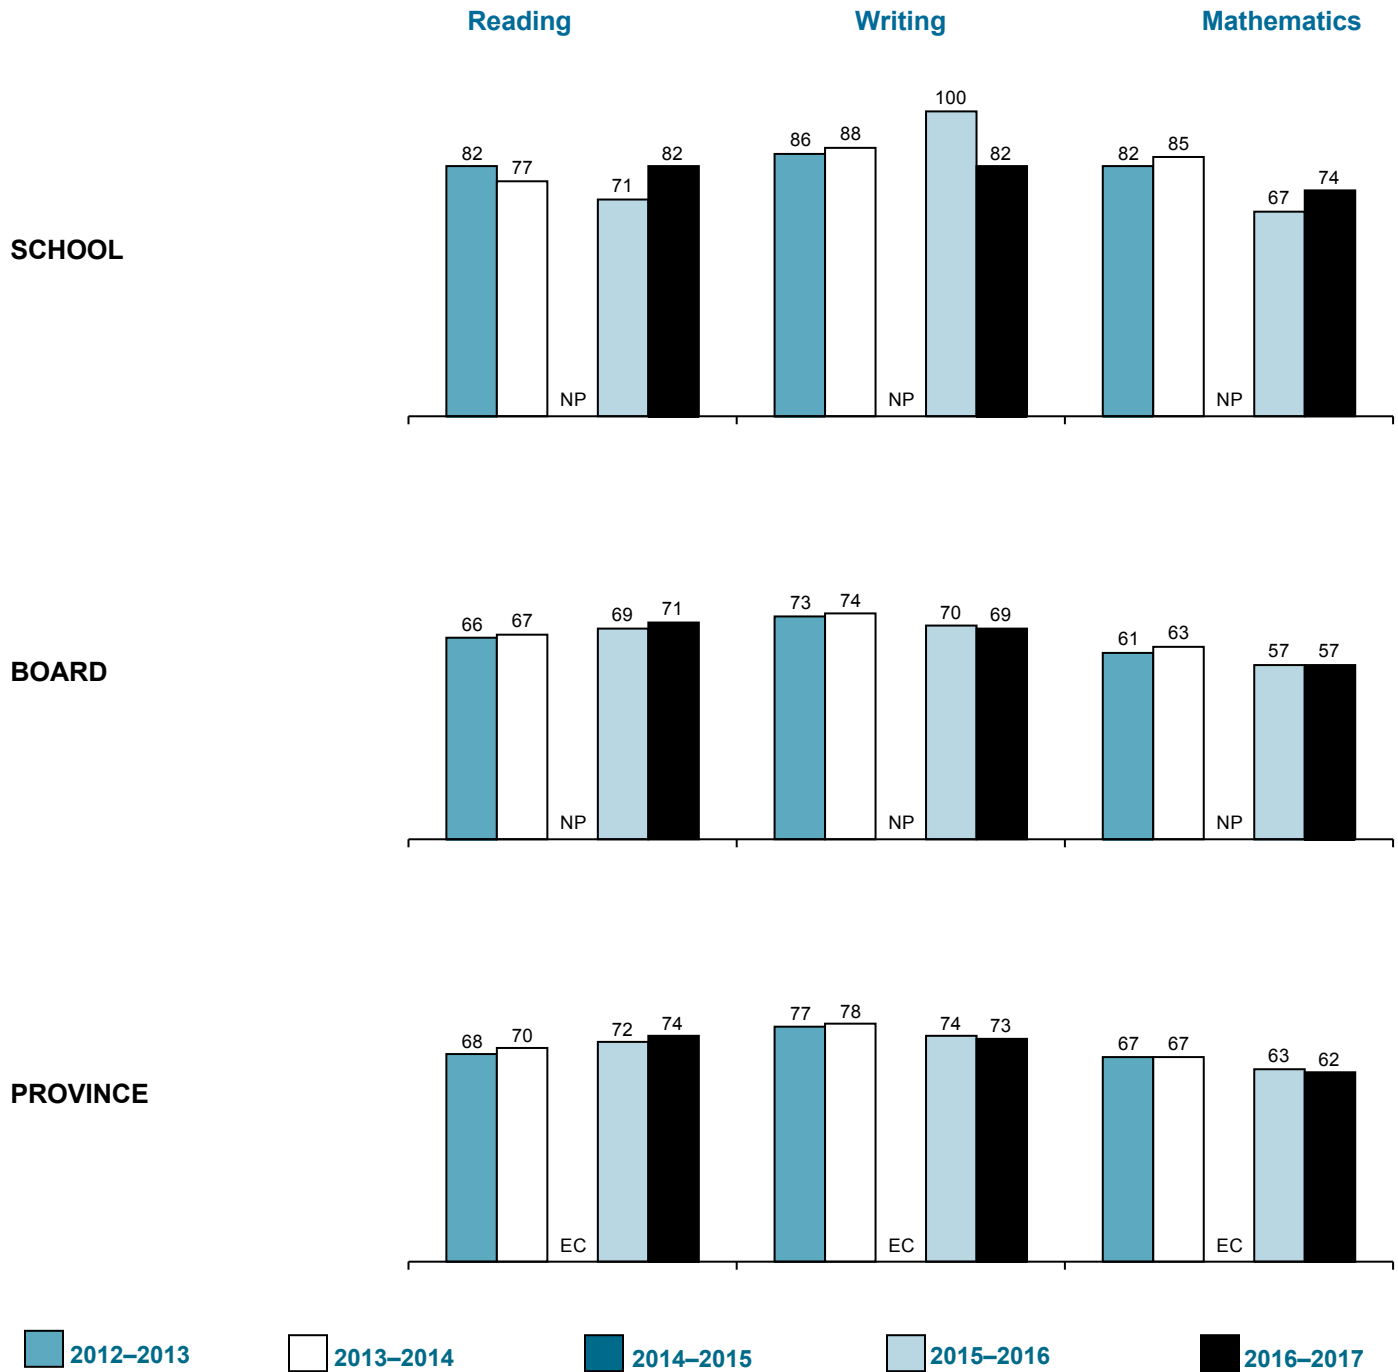 Reading Writing Mathematics
SCHOOL
82 77 NP 71 82
86 88 NP 100 82
82 85 NP 67 74
BOARD
66 67 NP 69 71
73 74 NP 70 69
61 63 NP 57 57
PROVINCE
68 70 EC 72 74
77 78 EC 74 73
67 67 EC 63 62
2012–2013 2013–2014 2014–2015 2015–2016 2016–2017